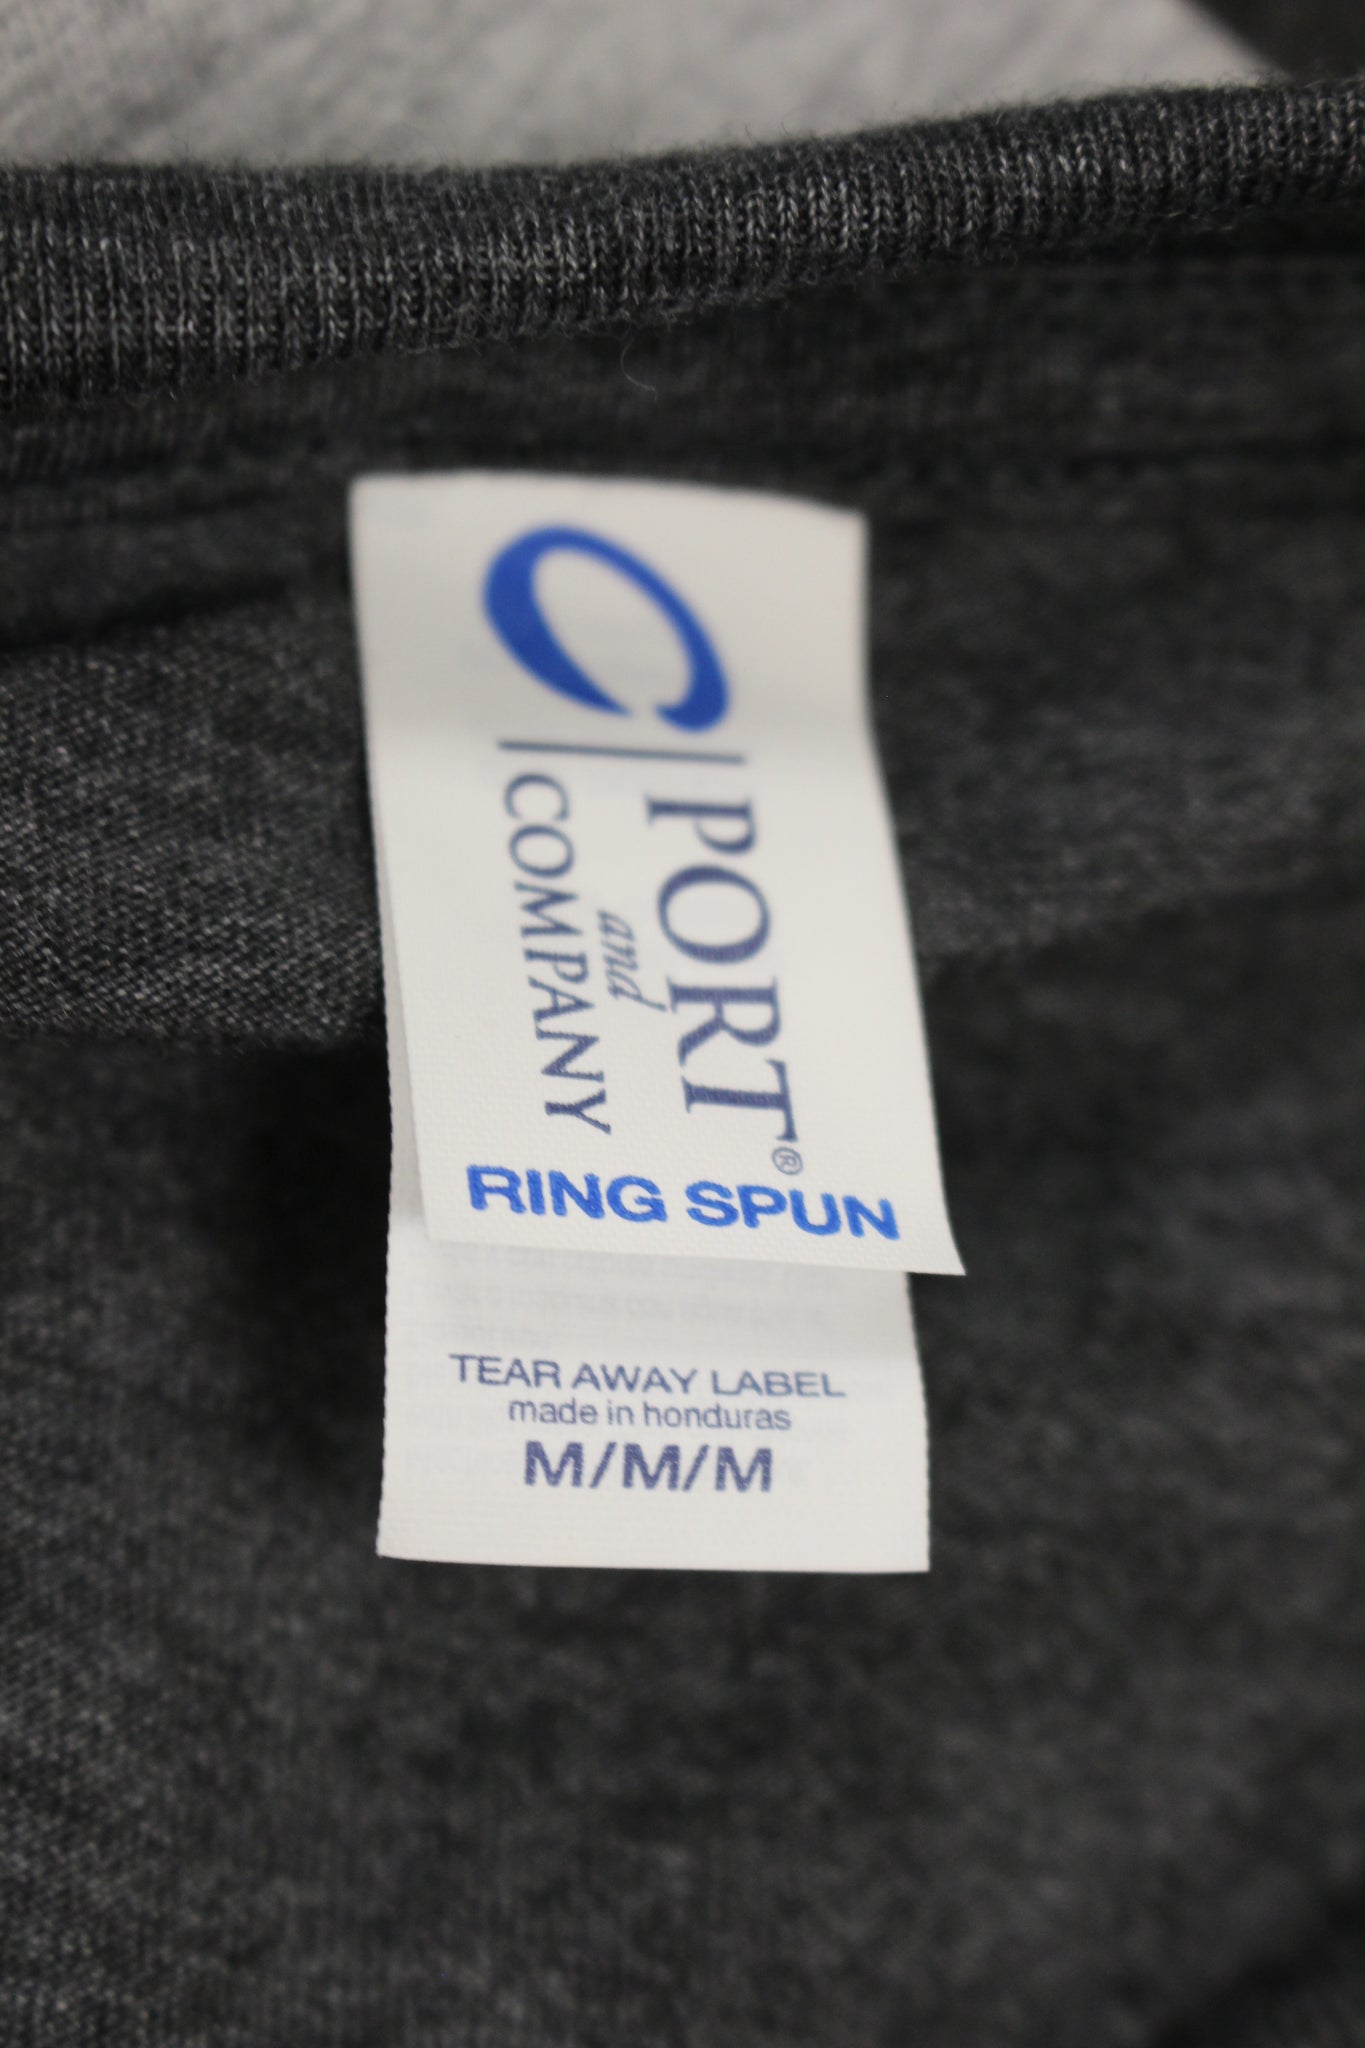 C
PORT®
and
COMPANY
RING SPUN
TEAR AWAY LABEL
made in honduras
M/M/M